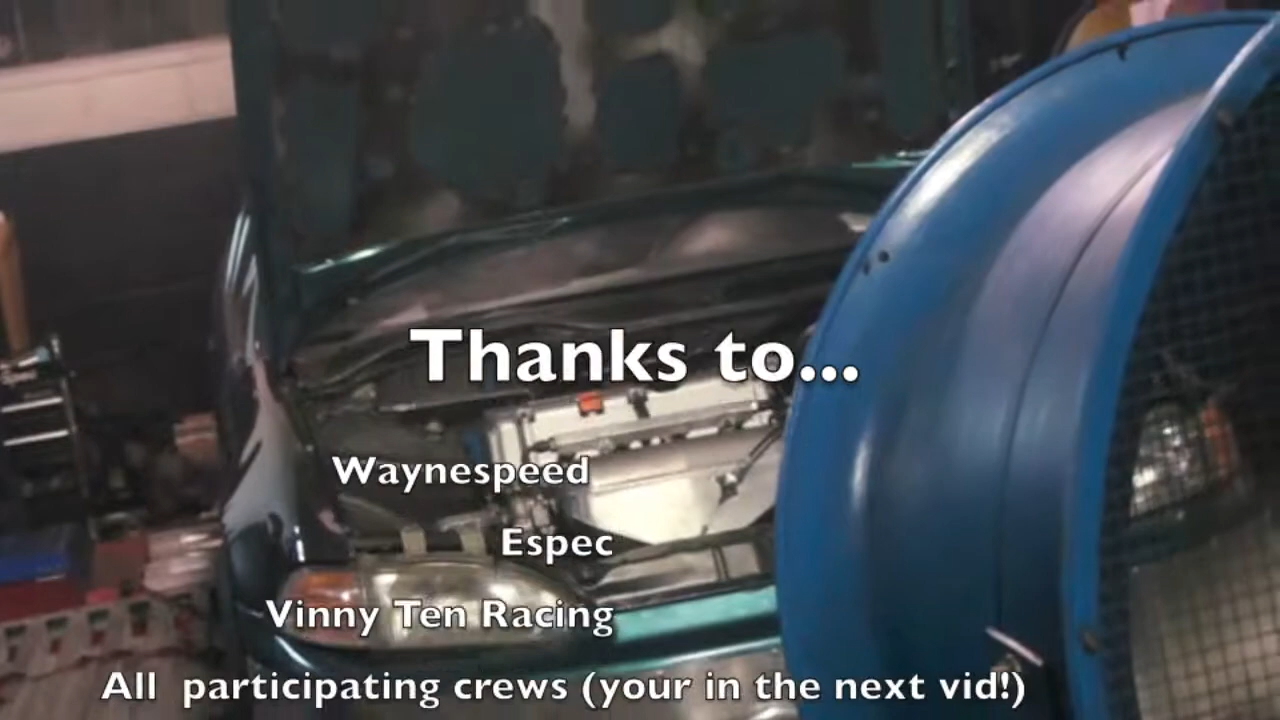 Thanks to...
Waynespeed
Espec
Vinny Ten Racing
All participating crews (your in the next vid!)